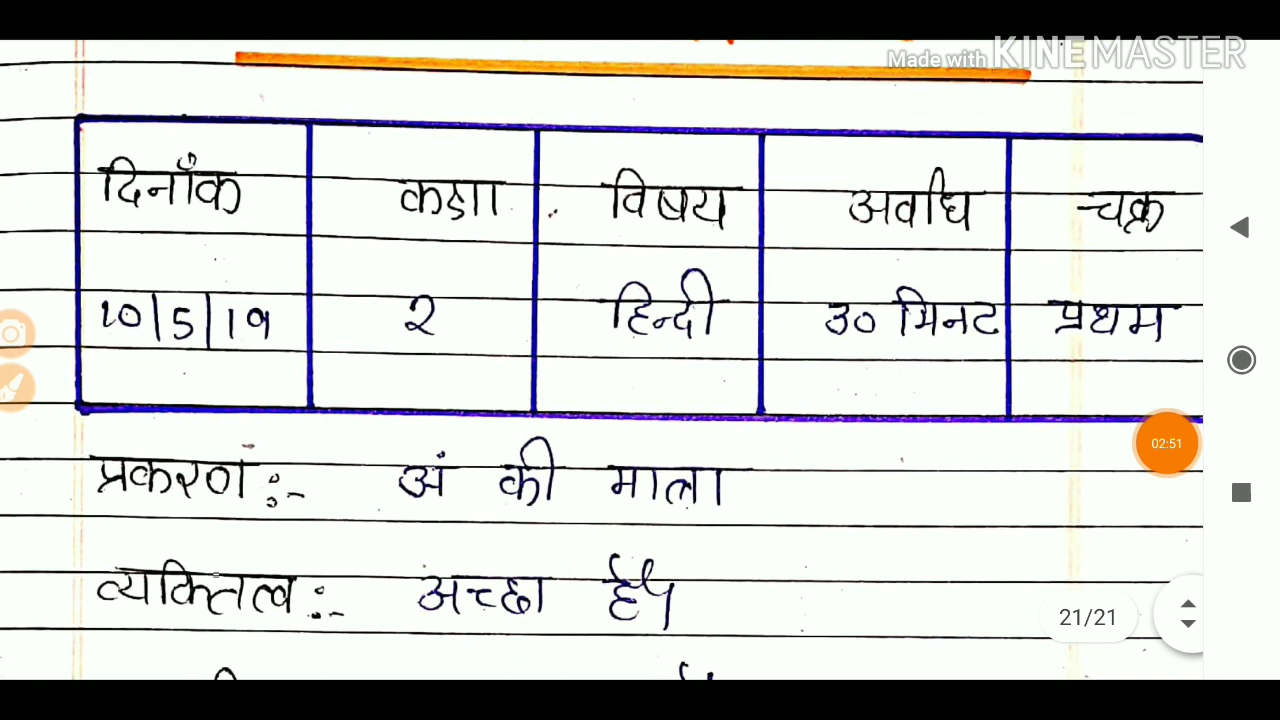 Made with KINEMASTER
दिनाँक कक्षा विषय अवधि चक्र
10/5/19 2 हिन्दी 30 मिनट प्रथम
प्रकरण :- अं की मात्रा
व्यक्तित्व :- अच्छा है।
02:51
21/21